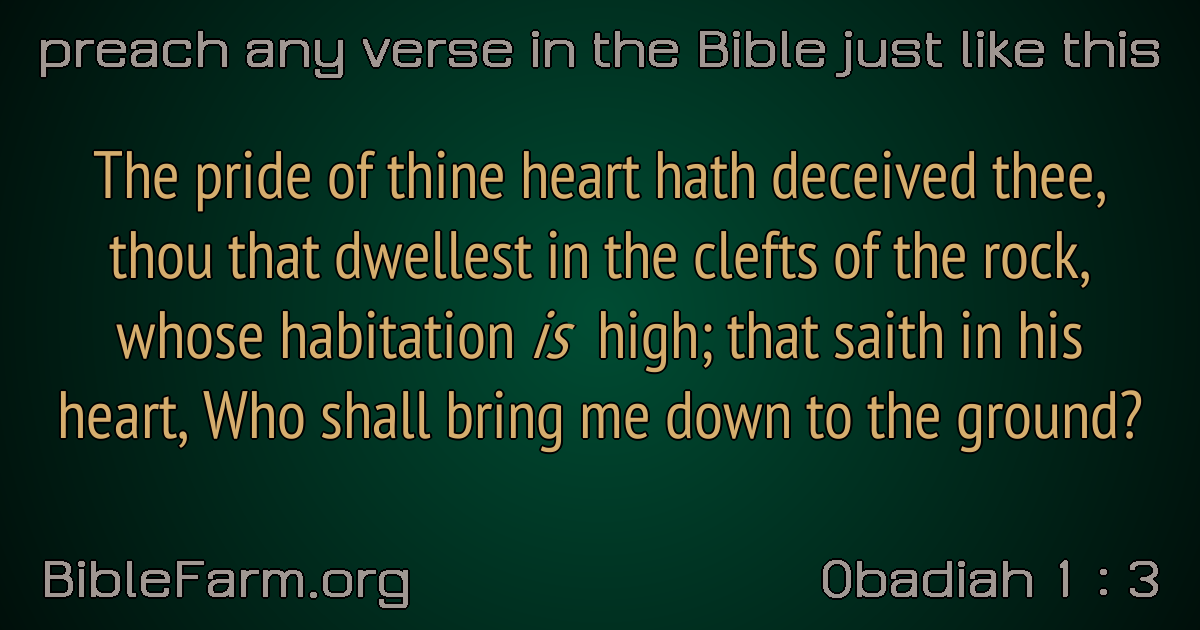 preach any verse in the Bible just like this
The pride of thine heart hath deceived thee,
thou that dwellest in the clefts of the rock,
whose habitation is high; that saith in his
heart, Who shall bring me down to the ground?
BibleFarm.org
Obadiah 1 : 3